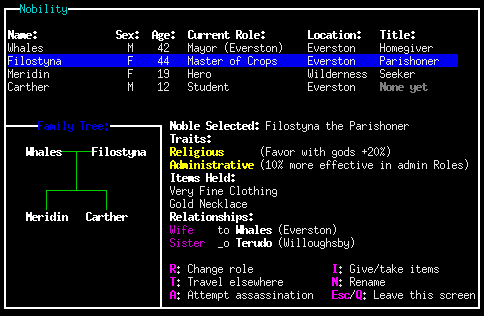 Nobility
Name: Sex: Age: Current Role: Location: Title:
Whales M 42 Mayor (Everston) Everston Homegiver
Filostyna F 44 Master of Crops Everston Parishoner
Meridin F 19 Hero Wilderness Seeker
Carther M 12 Student Everston None yet
Family Tree:
Whales Filostyna
Meridin Carther
Noble Selected: Filostyna the Parishoner
Traits:
Religious (Favor with gods +20%)
Administrative (10% more effective in admin Roles)
Items Held:
Very Fine Clothing
Gold Necklace
Relationships:
Wife to Whales (Everston)
Sister _o Terudo (Willoughsby)
R: Change role I: Give/take items
T: Travel elsewhere N: Rename
A: Attempt assassination Esc/Q: Leave this screen